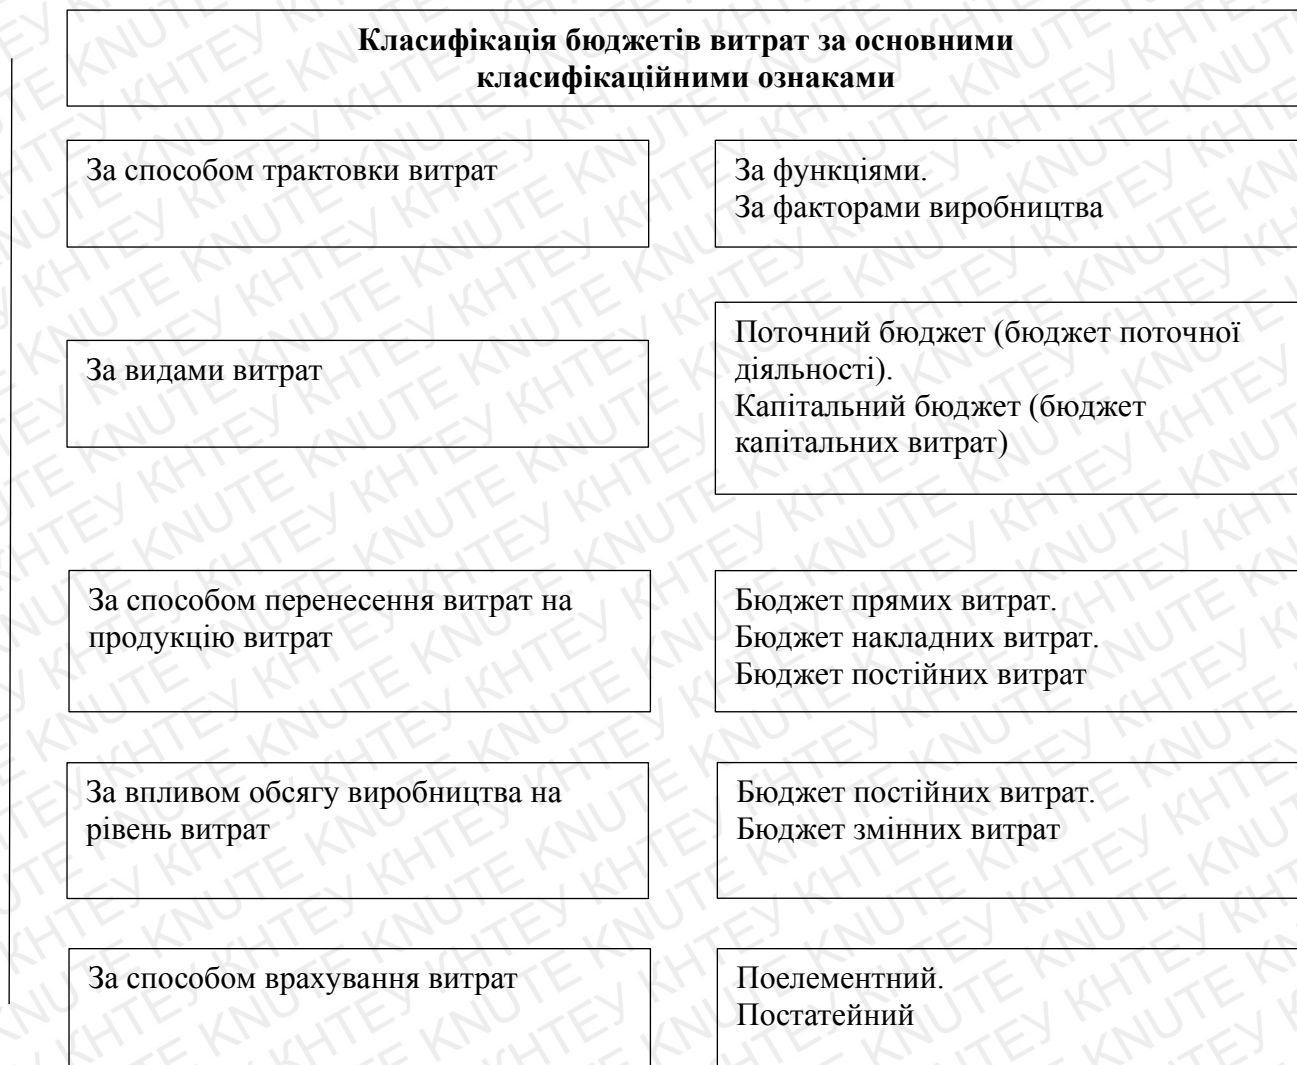 Класифікація бюджетів витрат за основними
класифікаційними ознаками
За способом трактовки витрат
За функціями.
За факторами виробництва
За видами витрат
Поточний бюджет (бюджет поточної
діяльності).
Капітальний бюджет (бюджет
капітальних витрат)
За способом перенесення витрат на
продукцію витрат
Бюджет прямих витрат.
Бюджет накладних витрат.
Бюджет постійних витрат
За впливом обсягу виробництва на
рівень витрат
Бюджет постійних витрат.
Бюджет змінних витрат
За способом врахування витрат
Поелементний.
Постатейний